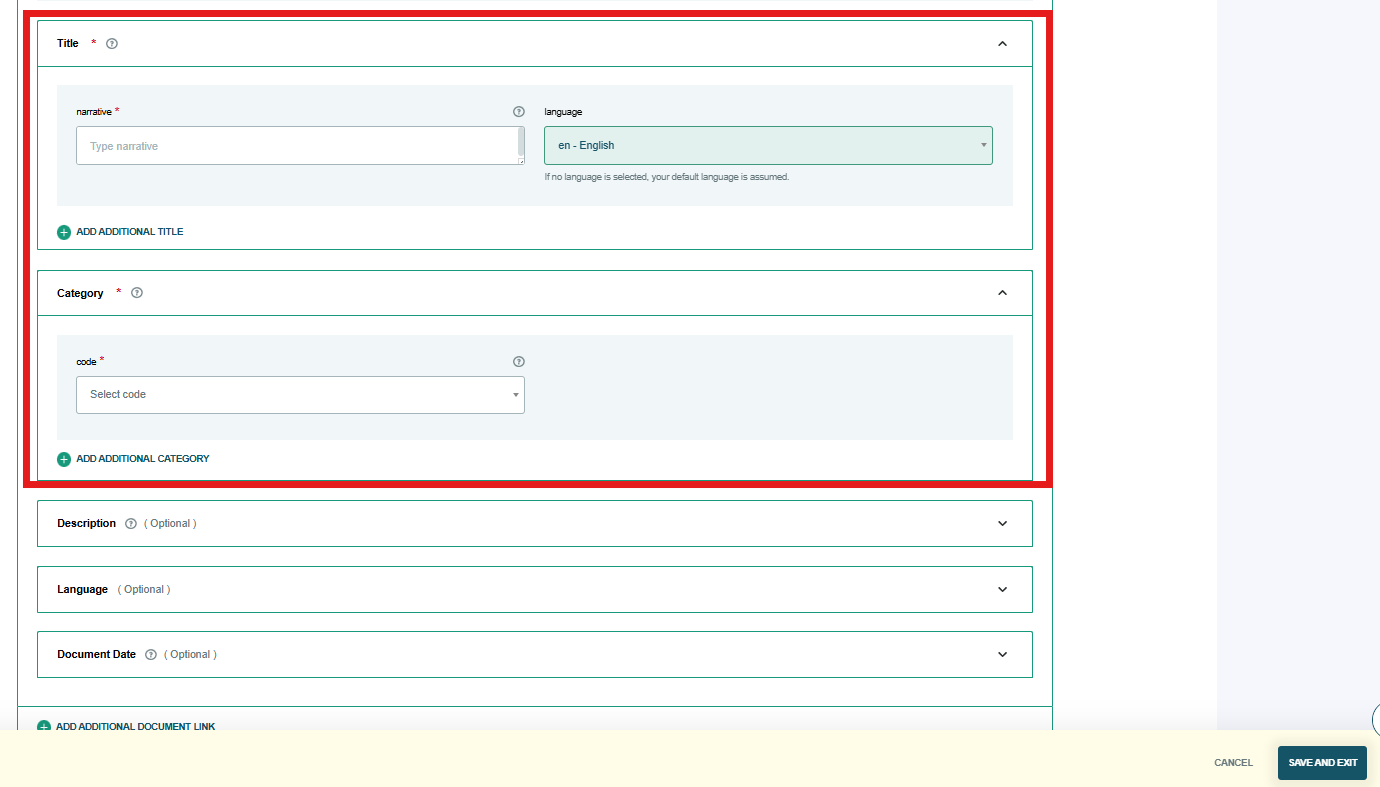 Title *
narrative *
language
Type narrative
en - English
If no language is selected, your default language is assumed.
ADD ADDITIONAL TITLE
Category *
code *
Select code
ADD ADDITIONAL CATEGORY
Description ( Optional )
Language ( Optional )
Document Date ( Optional )
ADD ADDITIONAL DOCUMENT LINK
CANCEL
SAVE AND EXIT